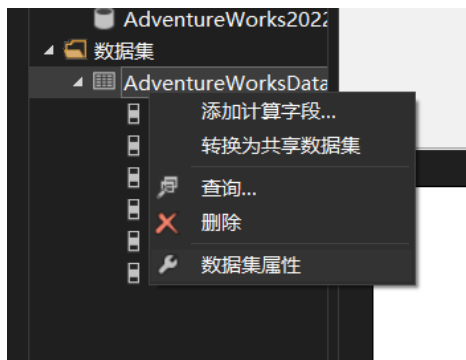 AdventureWorks2022
数据集
AdventureWorksData
添加计算字段...
转换为共享数据集
查询...
删除
数据集属性